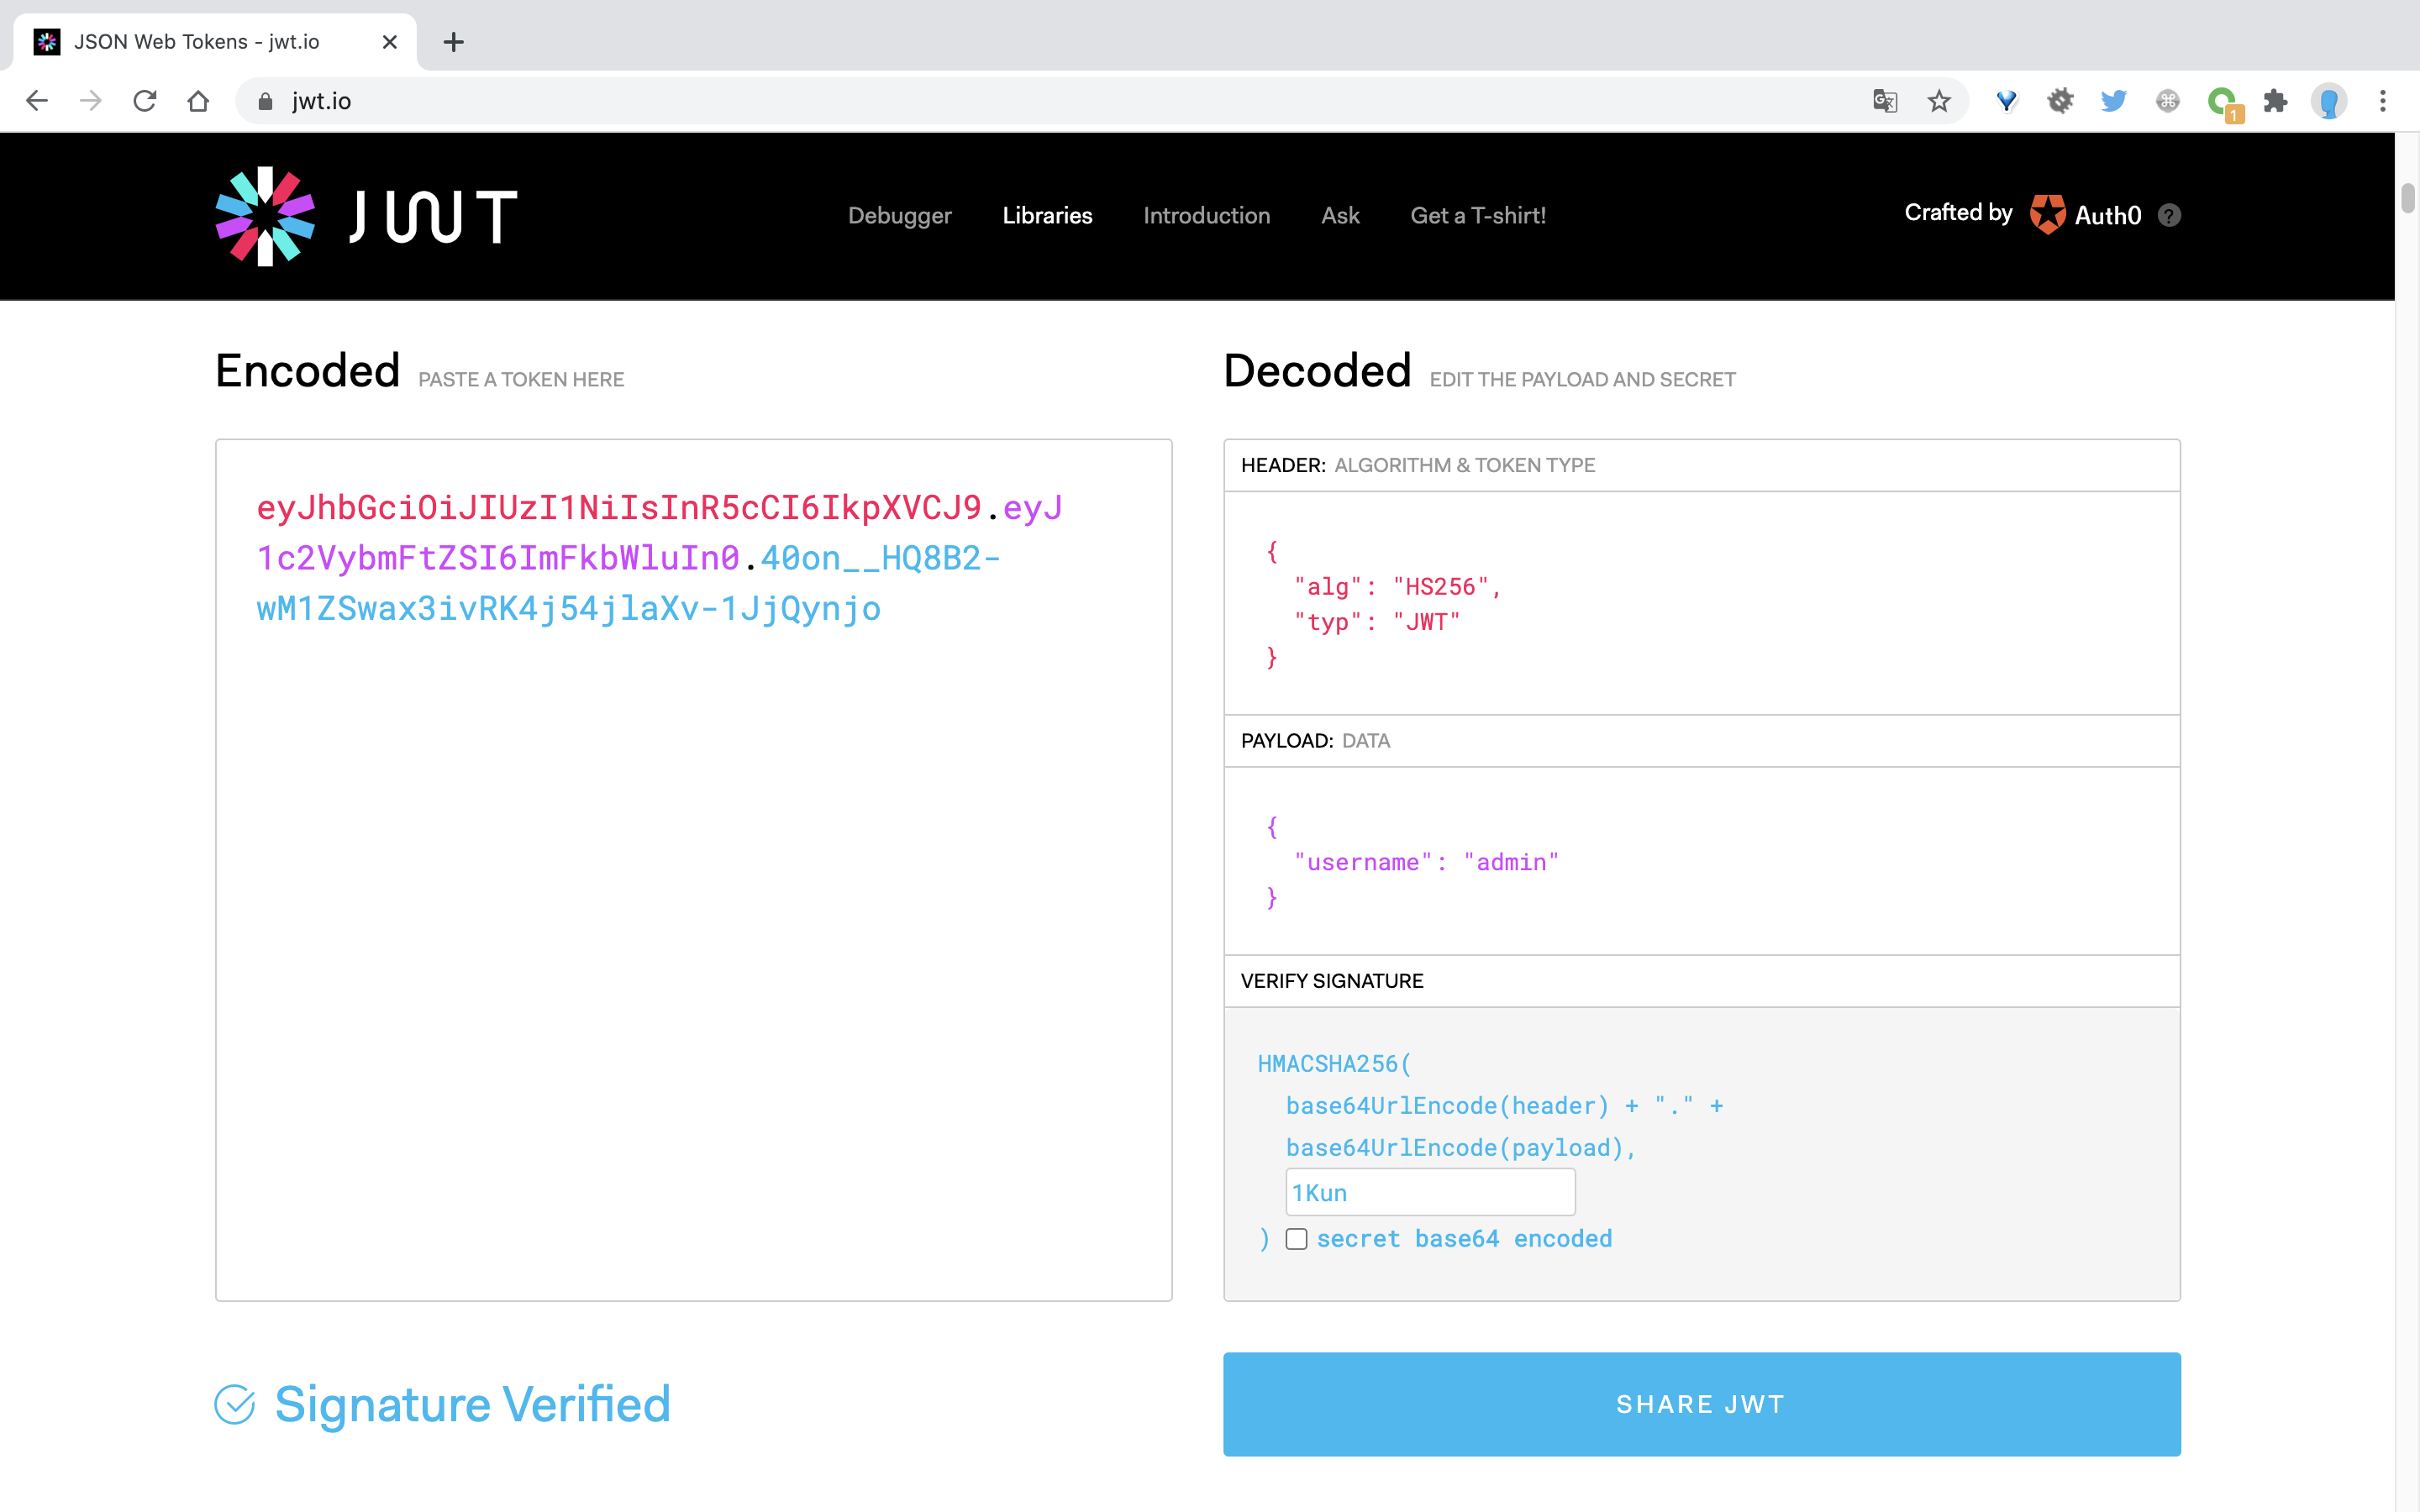 JSON Web Tokens - jwt.io
jwt.io
1
JWT
Debugger
Libraries
Introduction
Ask
Get a T-shirt!
Crafted by
Auth0
?
Encoded PASTE A TOKEN HERE
eyJhbGciOiJIUzI1NiIsInR5cCI6IkpXVCJ9.eyJ
1c2VybmFtZSI6ImFkbWluIn0.40on__HQ8B2-
wM1ZSwax3ivRK4j54jlaXv-1JjQynjo
Decoded EDIT THE PAYLOAD AND SECRET
HEADER: ALGORITHM & TOKEN TYPE
{
"alg": "HS256",
"typ": "JWT"
}
PAYLOAD: DATA
{
"username": "admin"
}
VERIFY SIGNATURE
HMACSHA256(
base64UrlEncode(header) + "." +
base64UrlEncode(payload),
1Kun
) secret base64 encoded
Signature Verified
SHARE JWT